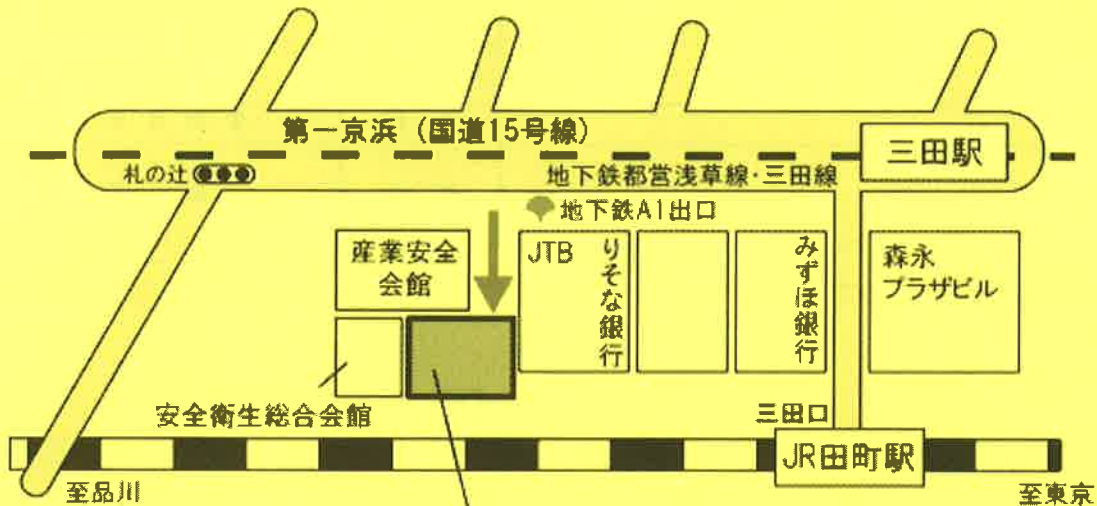 第一京浜（国道15号線）
三田駅
札の辻
地下鉄都営浅草線・三田線
地下鉄A1出口
産業安全
会館
JTB
りそな銀行
みずほ銀行
森永
プラザビル
安全衛生総合会館
三田口
JR田町駅
至品川
至東京